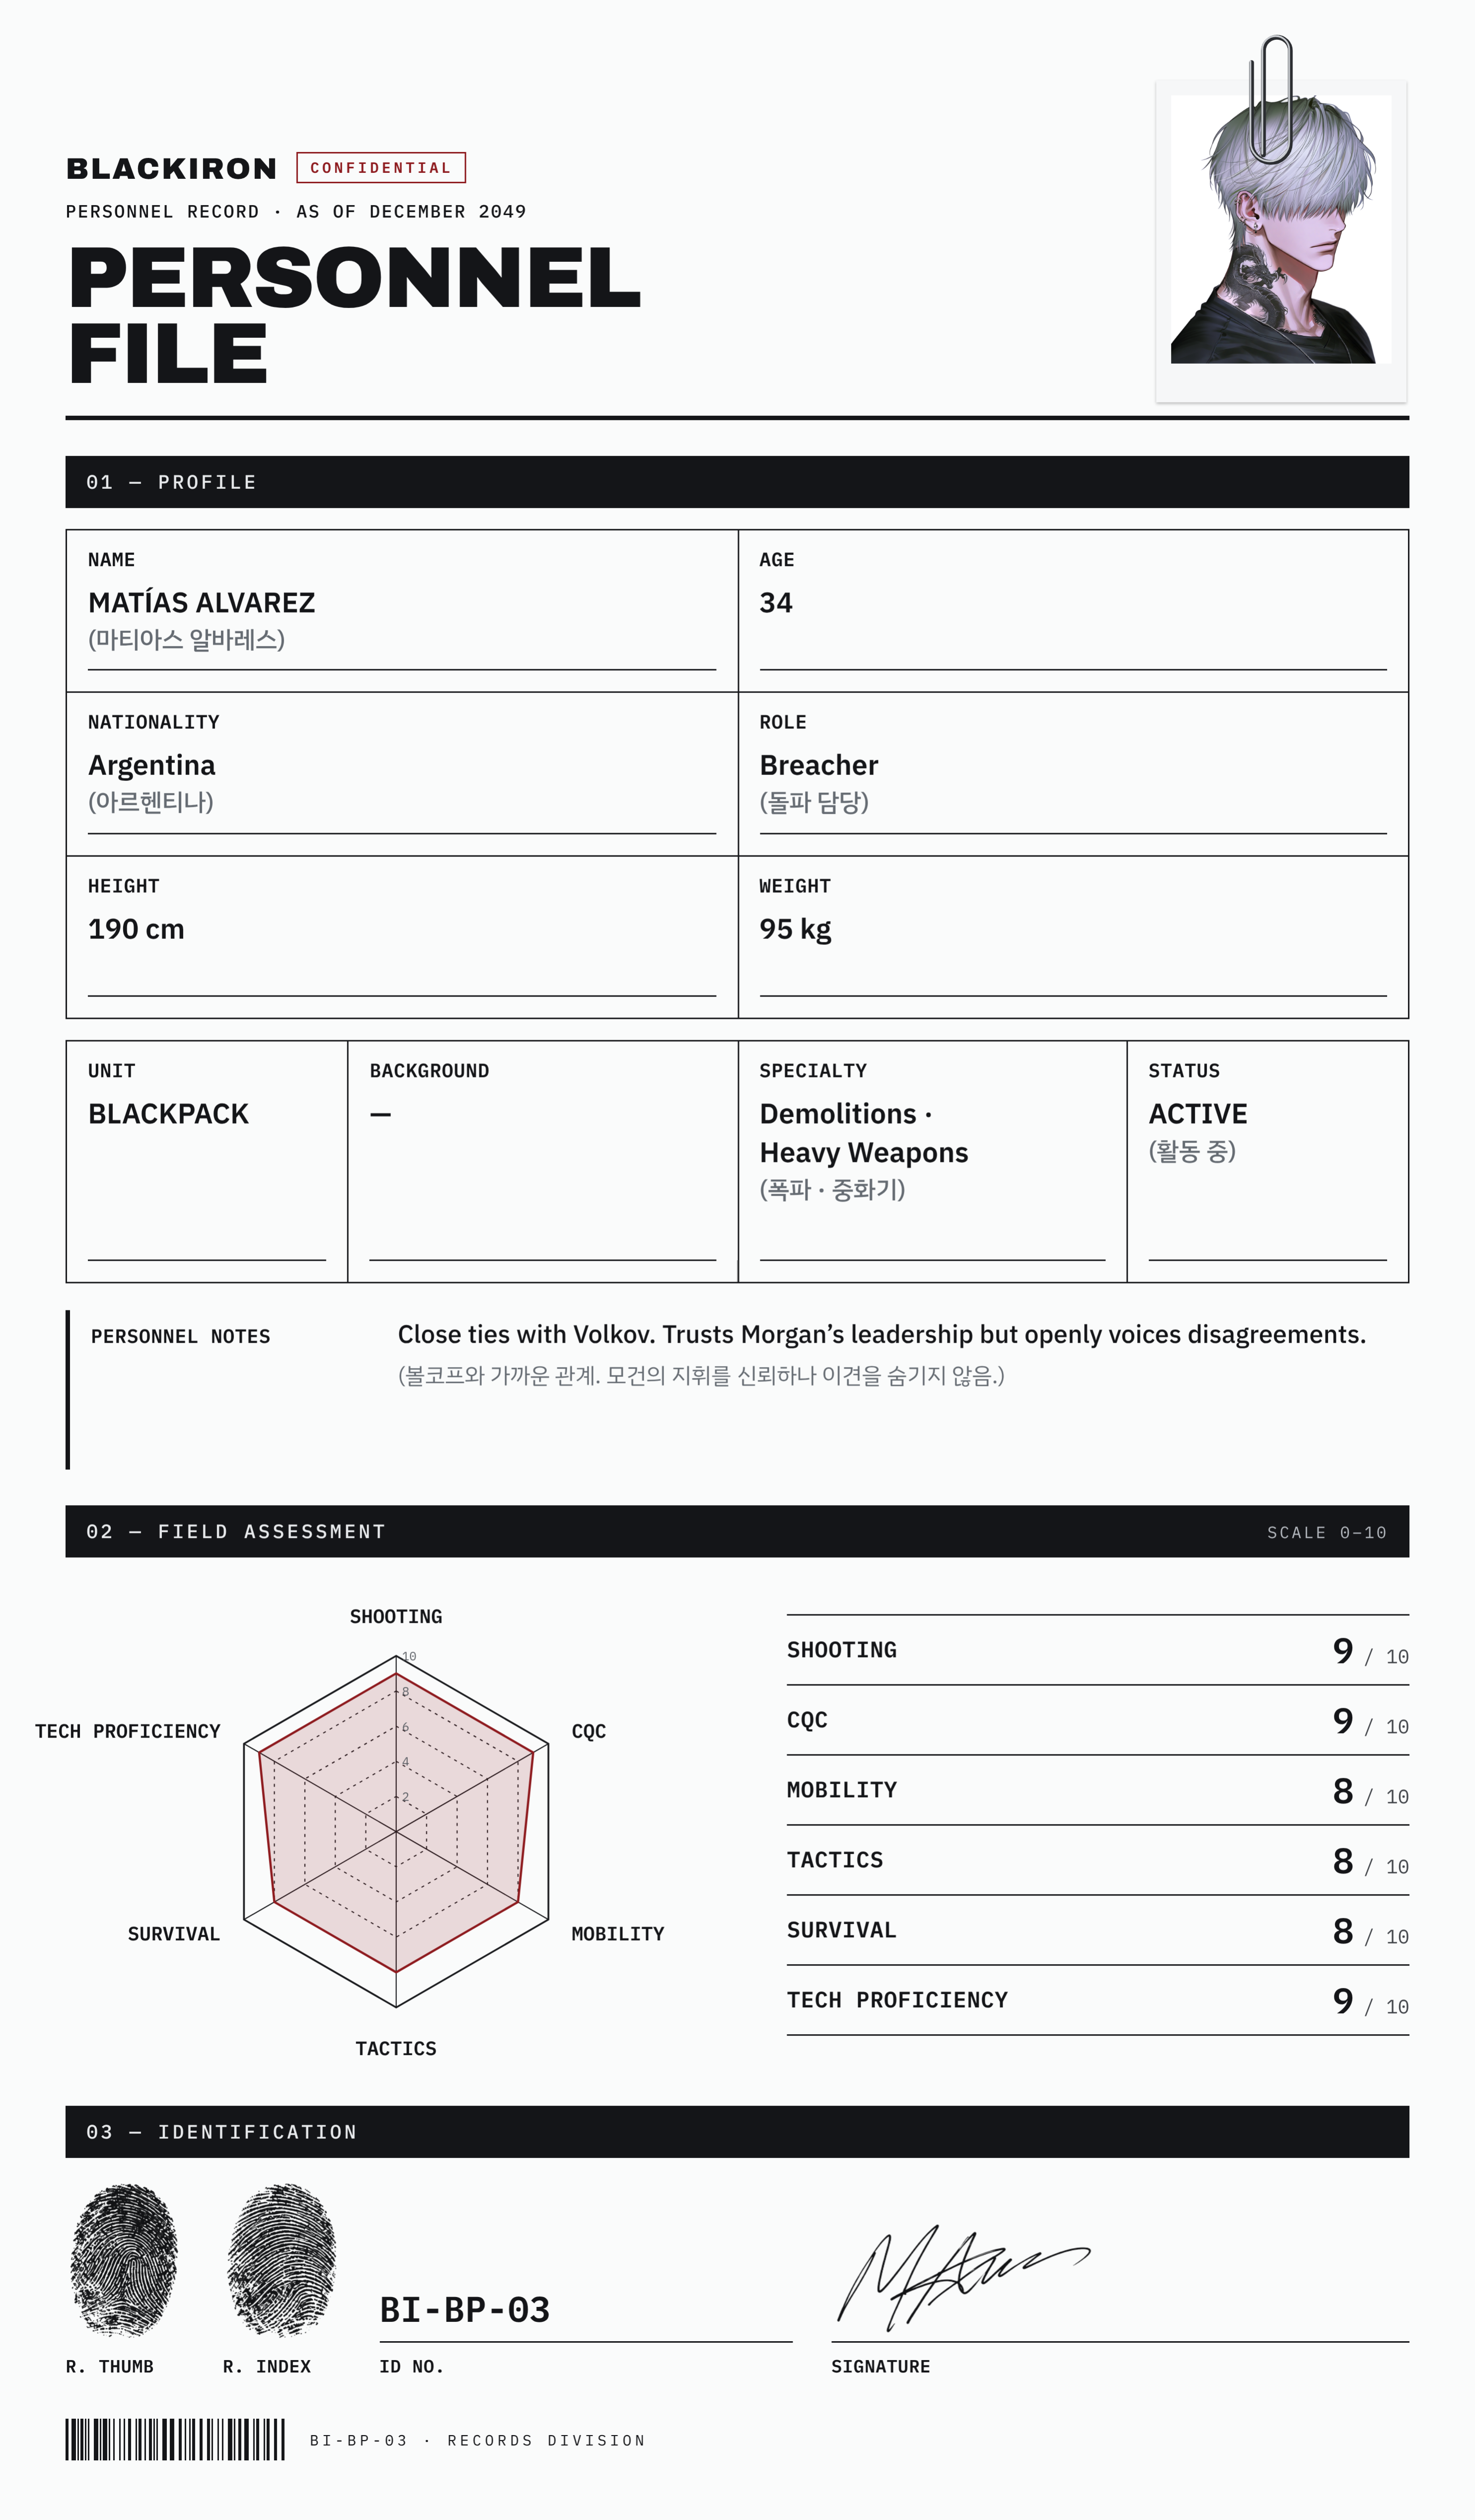 BLACKIRON CONFIDENTIAL
PERSONNEL RECORD · AS OF DECEMBER 2049
PERSONNEL
FILE
01 — PROFILE
NAME
MATÍAS ALVAREZ
(마티아스 알바레스)
AGE
34
NATIONALITY
Argentina
(아르헨티나)
ROLE
Breacher
(돌파 담당)
HEIGHT
190 cm
WEIGHT
95 kg
UNIT
BLACKPACK
BACKGROUND
—
SPECIALTY
Demolitions ·
Heavy Weapons
(폭파 · 중화기)
STATUS
ACTIVE
(활동 중)
PERSONNEL NOTES
Close ties with Volkov. Trusts Morgan’s leadership but openly voices disagreements.
(볼코프와 가까운 관계. 모건의 지휘를 신뢰하나 이견을 숨기지 않음.)
02 — FIELD ASSESSMENT
SCALE 0–10
SHOOTING
10
8
6
4
2
TECH PROFICIENCY
CQC
SURVIVAL
MOBILITY
TACTICS
SHOOTING 9 / 10
CQC 9 / 10
MOBILITY 8 / 10
TACTICS 8 / 10
SURVIVAL 8 / 10
TECH PROFICIENCY 9 / 10
03 — IDENTIFICATION
BI-BP-03
R. THUMB
R. INDEX
ID NO.
SIGNATURE
BI-BP-03 · RECORDS DIVISION